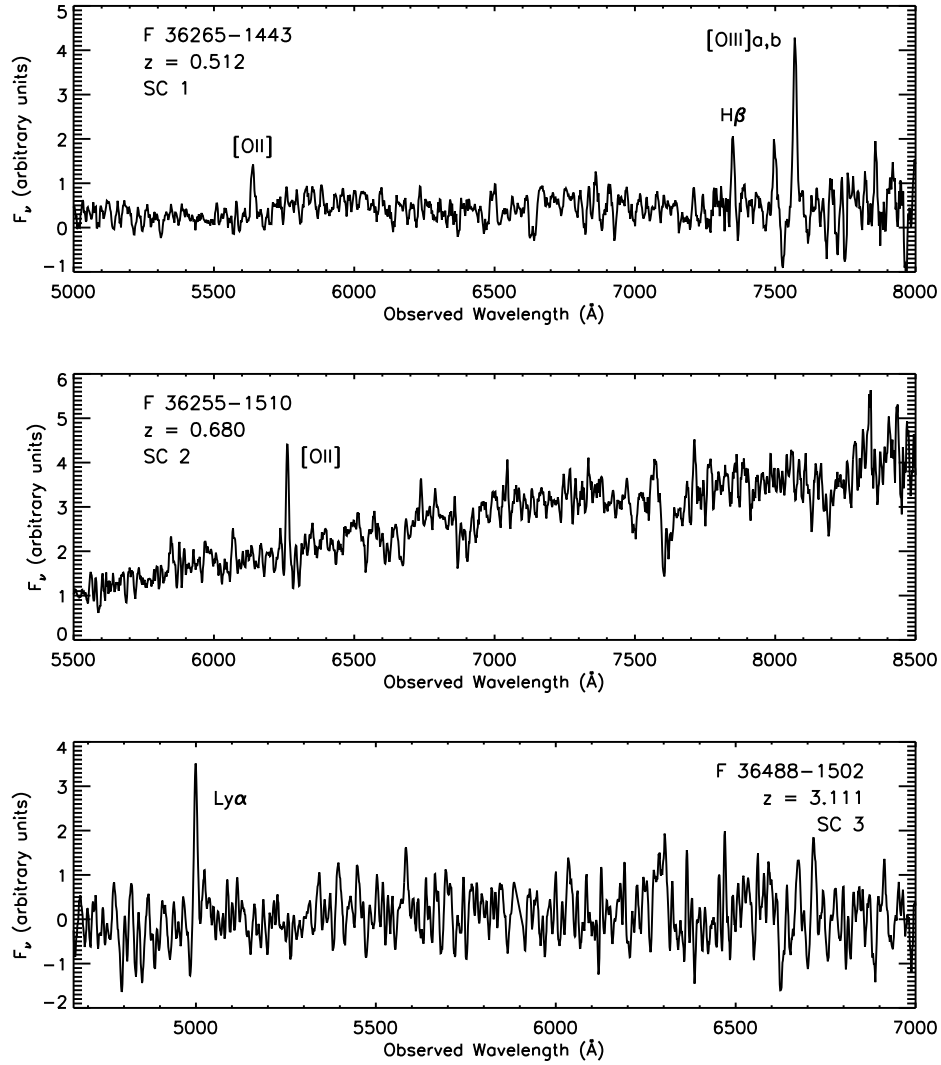 F 36265-1443
z = 0.512
SC 1
[OII]
Hβ
[OIII]a,b
5
4
3
2
1
0
-1
Fν (arbitrary units)
5000 5500 6000 6500 7000 7500 8000
Observed Wavelength (Å)
F 36255-1510
z = 0.680
SC 2
[OII]
6
5
4
3
2
1
0
Fν (arbitrary units)
5500 6000 6500 7000 7500 8000 8500
Observed Wavelength (Å)
F 36488-1502
z = 3.111
SC 3
Lyα
4
3
2
1
0
-1
-2
Fν (arbitrary units)
5000 5500 6000 6500 7000
Observed Wavelength (Å)